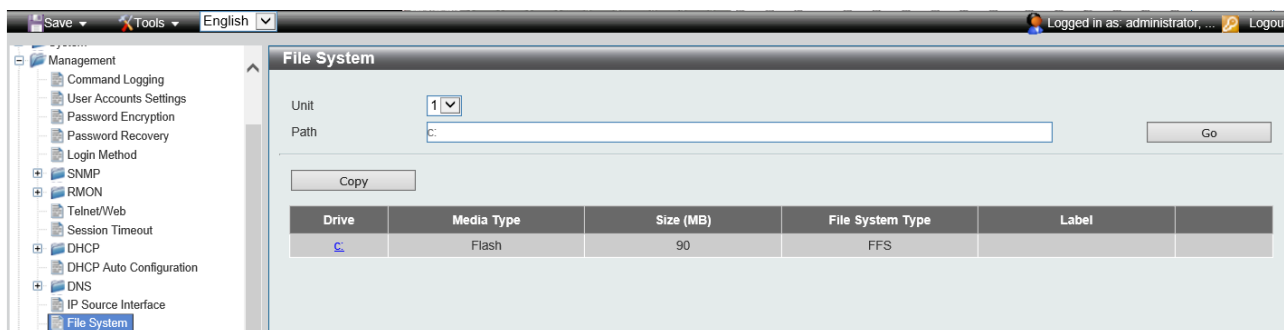 Save Tools English Logged in as: administrator, ... Logou
Management
Command Logging
User Accounts Settings
Password Encryption
Password Recovery
Login Method
SNMP
RMON
Telnet/Web
Session Timeout
DHCP
DHCP Auto Configuration
DNS
IP Source Interface
File System
File System
Unit 1
Path c: Go
Copy
Drive Media Type Size (MB) File System Type Label
c: Flash 90 FFS